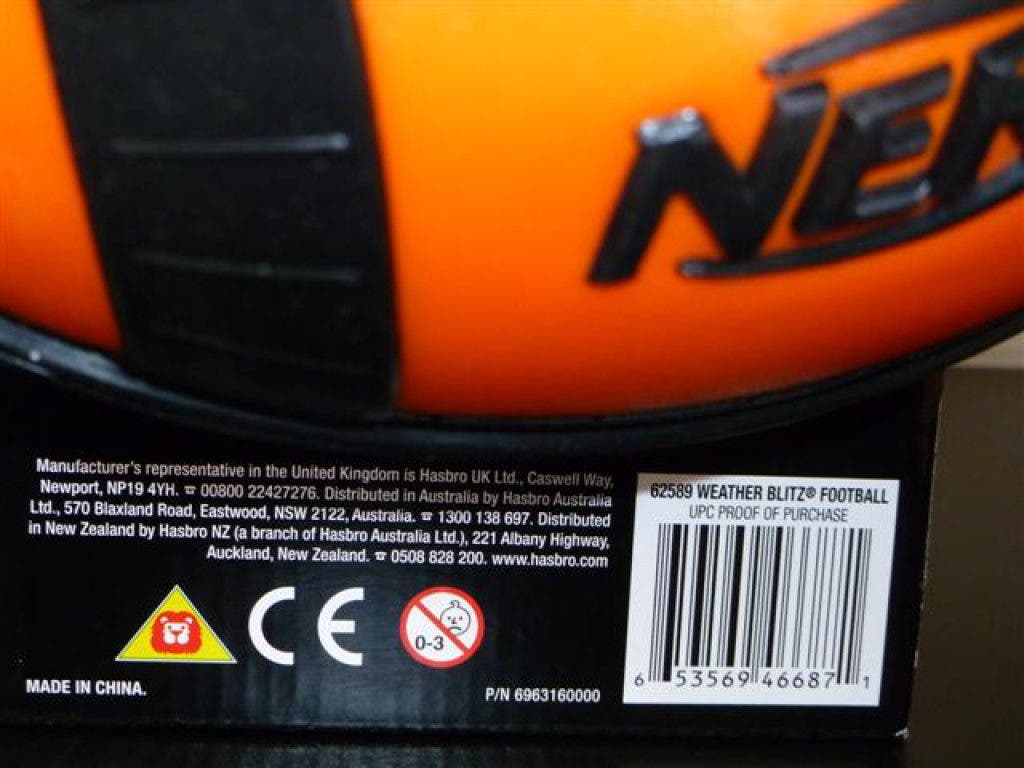 NERF
Manufacturer's representative in the United Kingdom is Hasbro UK Ltd., Caswell Way,
Newport, NP19 4YH. ☎ 00800 22427276. Distributed in Australia by Hasbro Australia
Ltd., 570 Blaxland Road, Eastwood, NSW 2122, Australia. ☎ 1300 138 697. Distributed
in New Zealand by Hasbro NZ (a branch of Hasbro Australia Ltd.), 221 Albany Highway,
Auckland, New Zealand. ☎ 0508 828 200. www.hasbro.com
62589 WEATHER BLITZ® FOOTBALL
UPC PROOF OF PURCHASE
6 53569 46687 1
CE
0-3
MADE IN CHINA.
P/N 6963160000